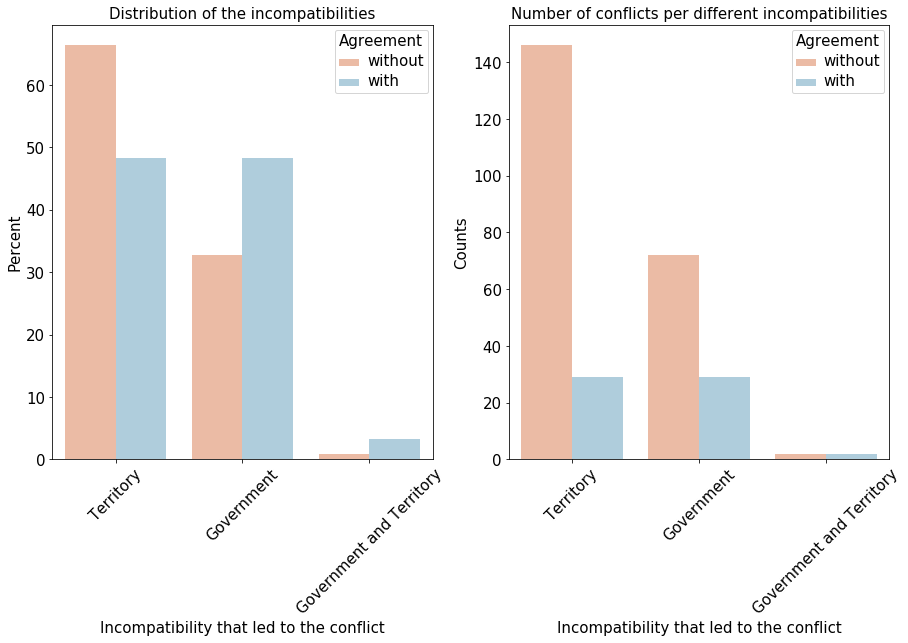 Distribution of the incompatibilities
Agreement
without
with
Percent
60
50
40
30
20
10
0
Territory
Government
Government and Territory
Incompatibility that led to the conflict
Number of conflicts per different incompatibilities
Agreement
without
with
Counts
140
120
100
80
60
40
20
0
Territory
Government
Government and Territory
Incompatibility that led to the conflict